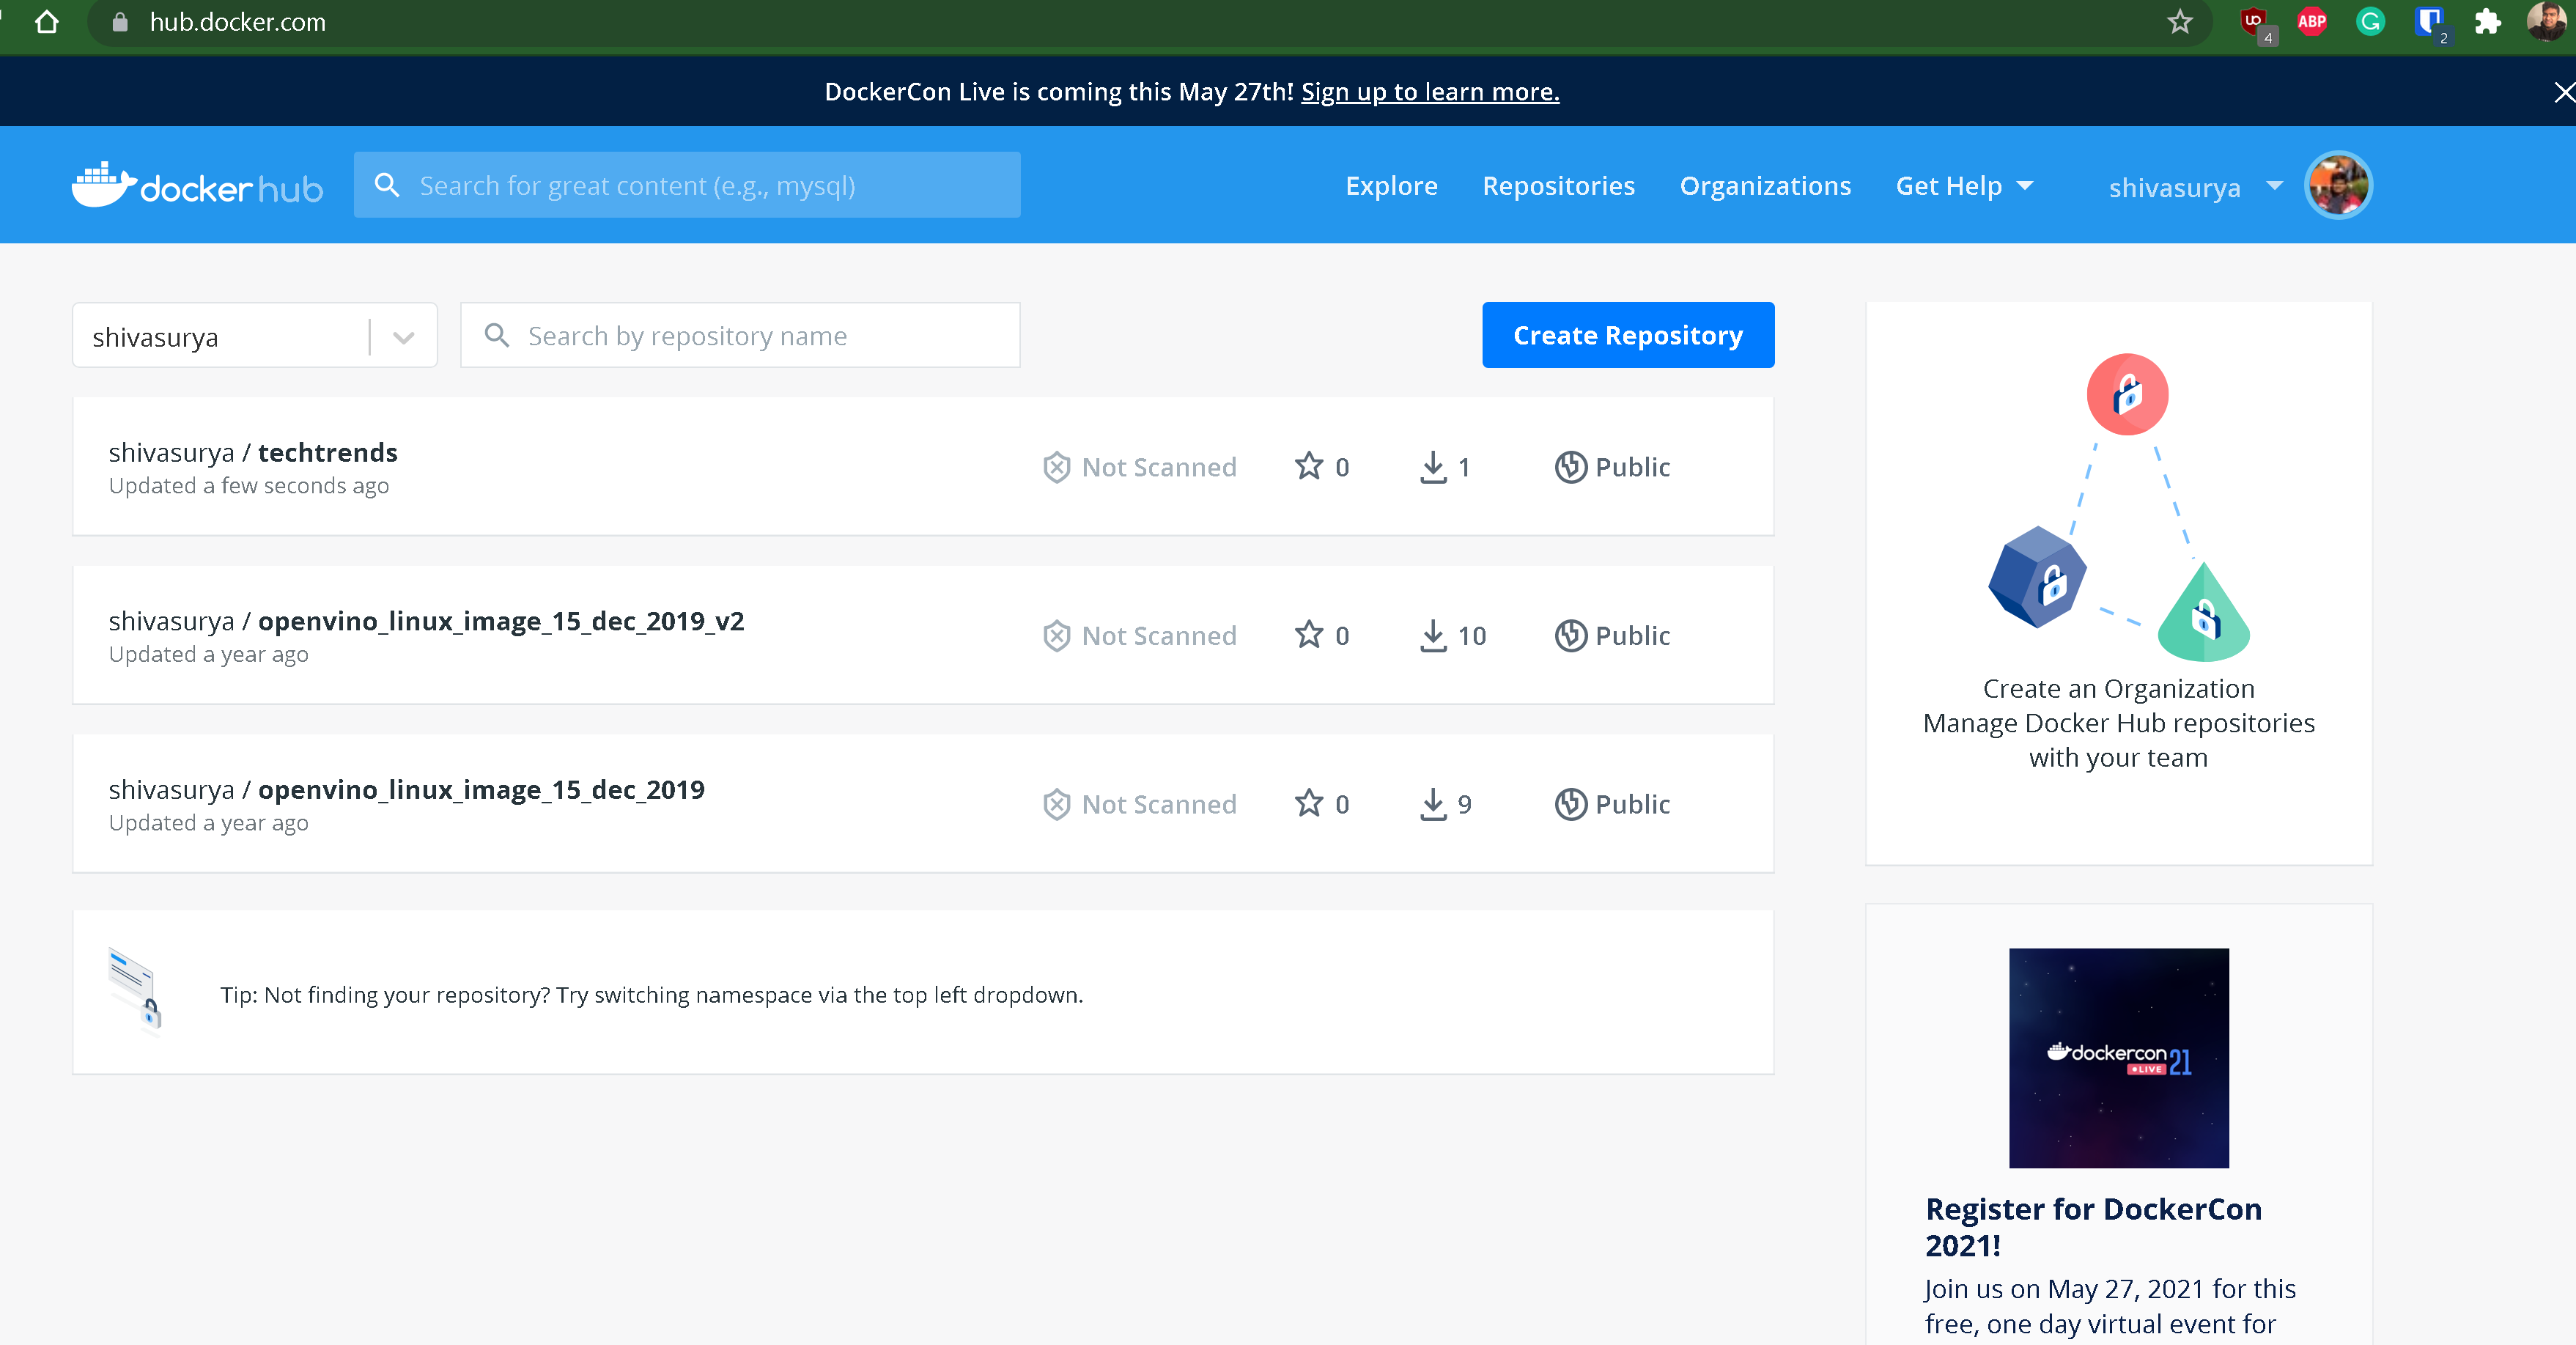 hub.docker.com
4
ABP
2
DockerCon Live is coming this May 27th! Sign up to learn more.
docker hub
Search for great content (e.g., mysql)
Explore
Repositories
Organizations
Get Help
shivasurya
shivasurya
Search by repository name
Create Repository
shivasurya / techtrends
Updated a few seconds ago
Not Scanned
0
1
Public
shivasurya / openvino_linux_image_15_dec_2019_v2
Updated a year ago
Not Scanned
0
10
Public
shivasurya / openvino_linux_image_15_dec_2019
Updated a year ago
Not Scanned
0
9
Public
Tip: Not finding your repository? Try switching namespace via the top left dropdown.
Create an Organization
Manage Docker Hub repositories
with your team
dockercon 21
LIVE
Register for DockerCon
2021!
Join us on May 27, 2021 for this
free, one day virtual event for